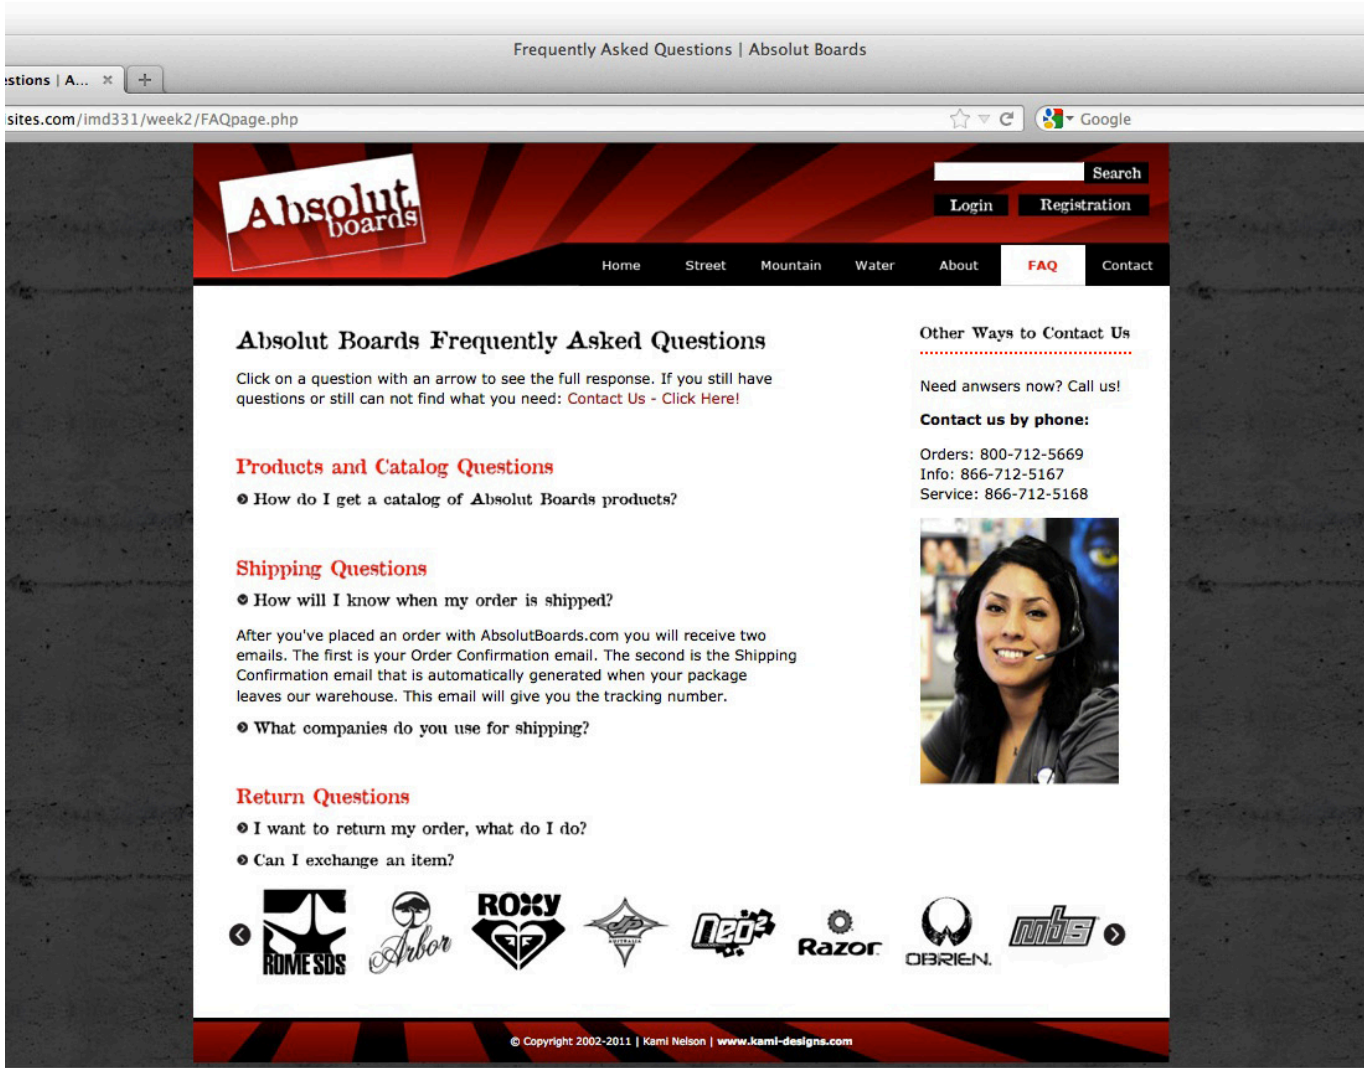 Frequently Asked Questions | Absolut Boards
stions | A...
sites.com/imd331/week2/FAQpage.php
Google
Absolut
boards
Search
Login Registration
Home Street Mountain Water About FAQ Contact
Absolut Boards Frequently Asked Questions
Click on a question with an arrow to see the full response. If you still have
questions or still can not find what you need: Contact Us - Click Here!
Products and Catalog Questions
How do I get a catalog of Absolut Boards products?
Shipping Questions
How will I know when my order is shipped?
After you've placed an order with AbsolutBoards.com you will receive two
emails. The first is your Order Confirmation email. The second is the Shipping
Confirmation email that is automatically generated when your package
leaves our warehouse. This email will give you the tracking number.
What companies do you use for shipping?
Return Questions
I want to return my order, what do I do?
Can I exchange an item?
Other Ways to Contact Us
Need anwsers now? Call us!
Contact us by phone:
Orders: 800-712-5669
Info: 866-712-5167
Service: 866-712-5168
ROME SDS
Arbor
ROXY
JP
AUSTRALIA
neo2
Razor
OBRIEN.
mbs
© Copyright 2002-2011 | Kami Nelson | www.kami-designs.com